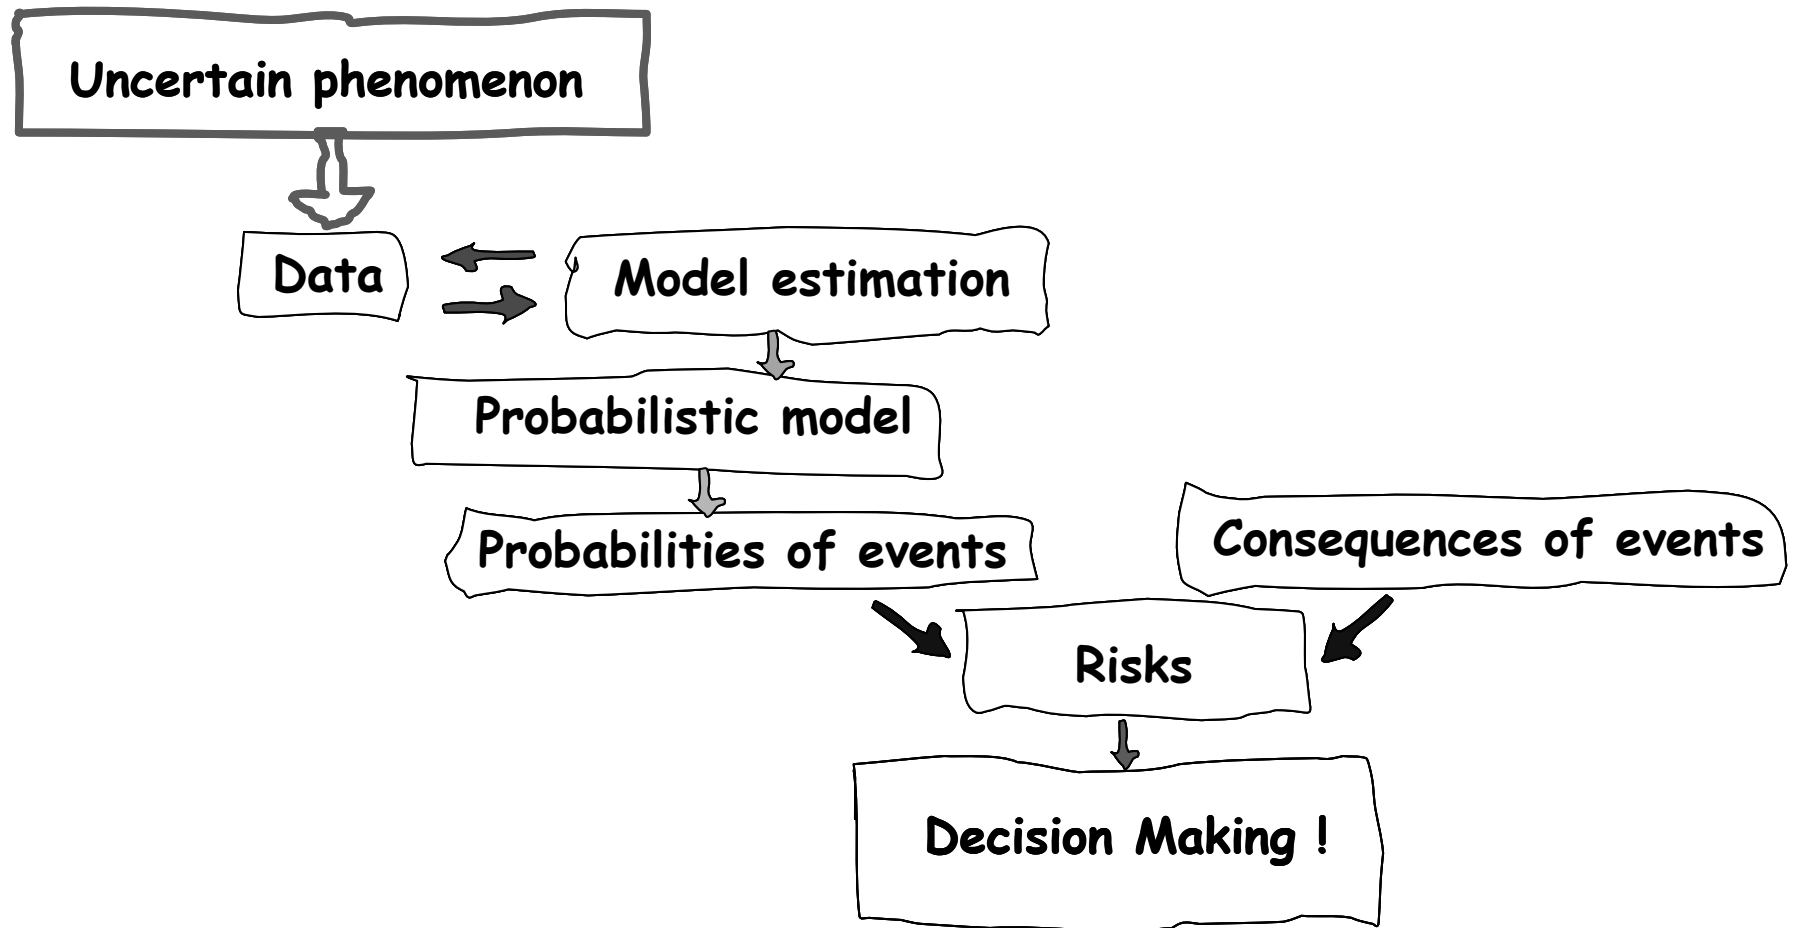 Uncertain phenomenon
Data
Model estimation
Probabilistic model
Probabilities of events
Consequences of events
Risks
Decision Making !